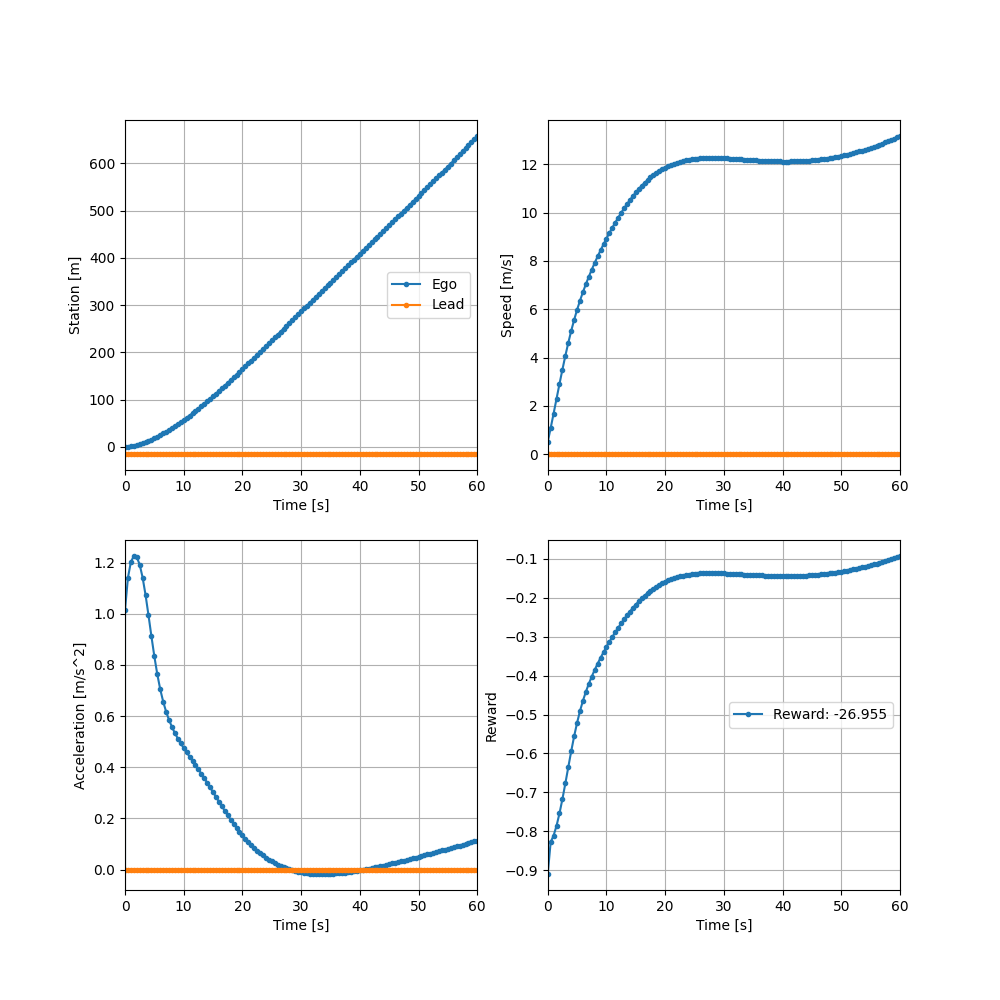 600
500
400
300
200
100
0
Station [m]
0 10 20 30 40 50 60
Time [s]
Ego
Lead
12
10
8
6
4
2
0
Speed [m/s]
0 10 20 30 40 50 60
Time [s]
1.2
1.0
0.8
0.6
0.4
0.2
0.0
Acceleration [m/s^2]
0 10 20 30 40 50 60
Time [s]
−0.1
−0.2
−0.3
−0.4
−0.5
−0.6
−0.7
−0.8
−0.9
Reward
0 10 20 30 40 50 60
Time [s]
Reward: -26.955